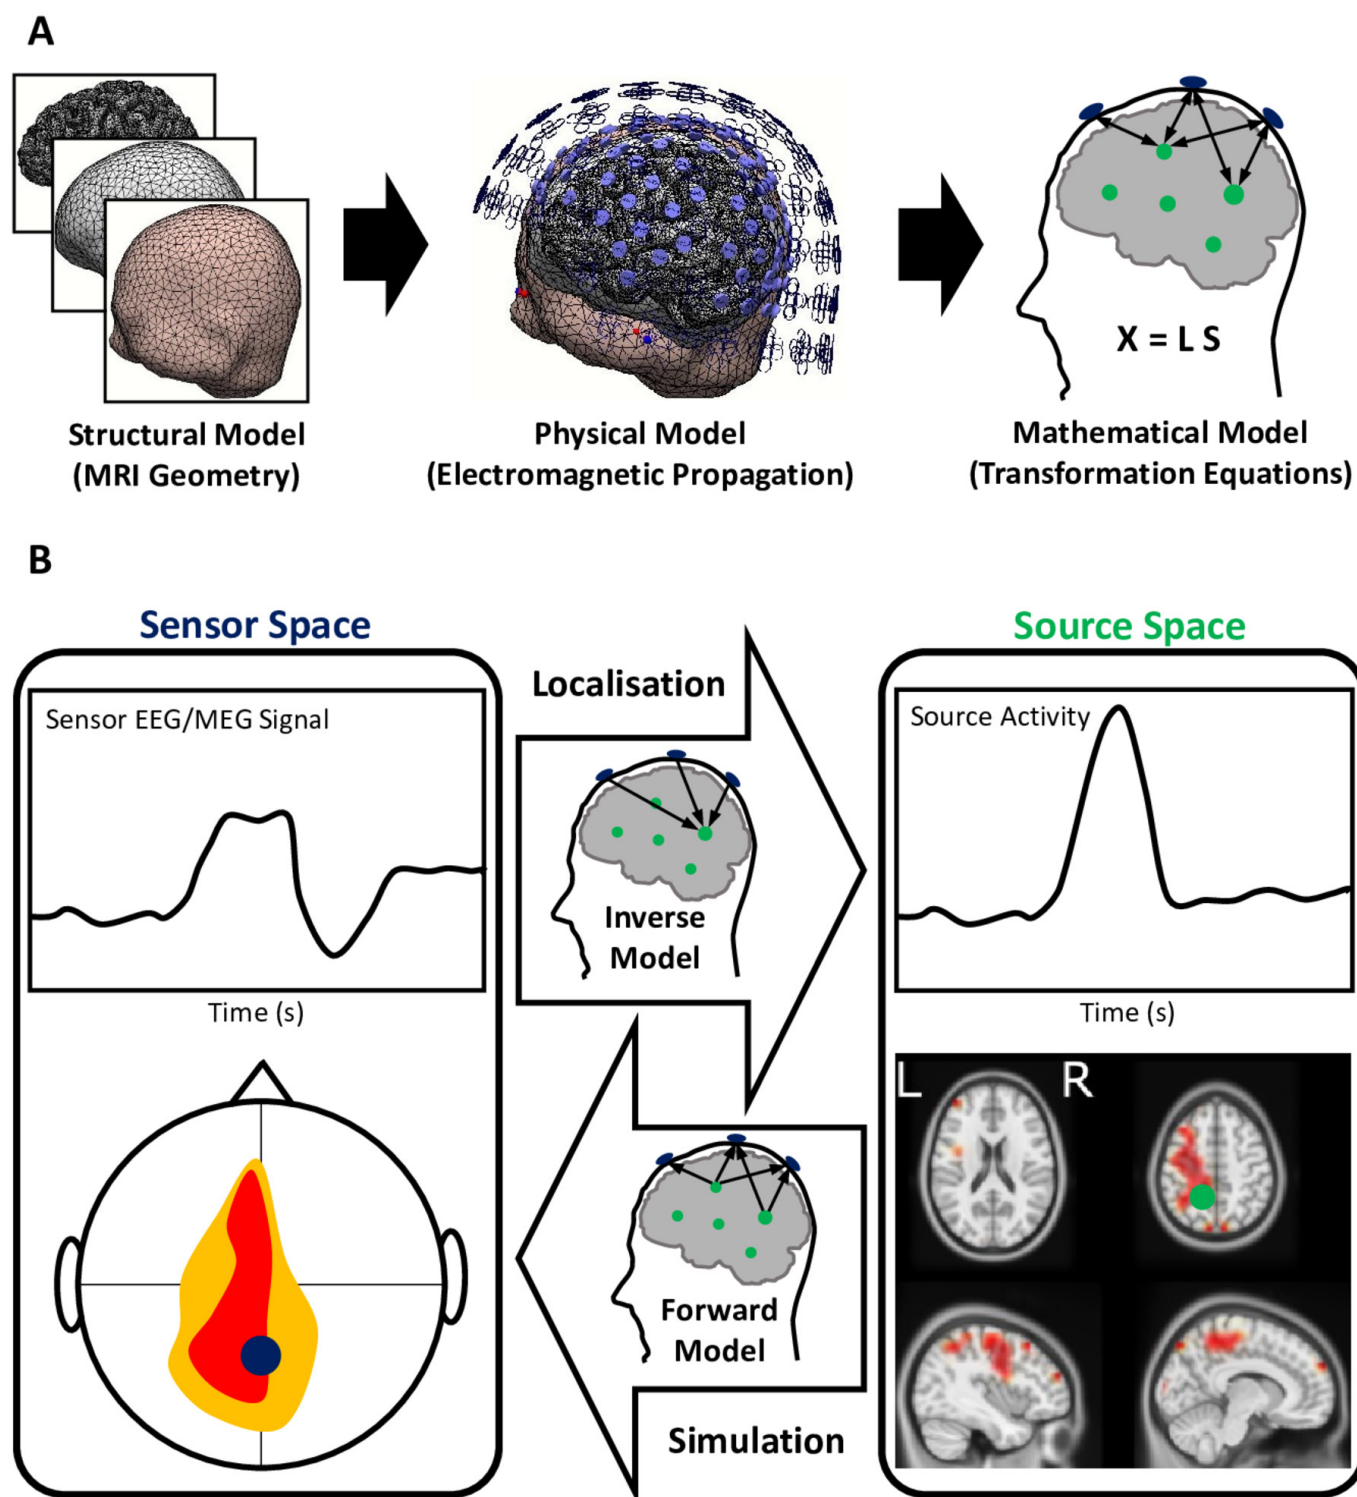 A
X = L S
Structural Model
(MRI Geometry)
Physical Model
(Electromagnetic Propagation)
Mathematical Model
(Transformation Equations)
B
Sensor Space
Source Space
Localisation
Sensor EEG/MEG Signal
Source Activity
Inverse
Model
Time (s)
Time (s)
L
R
Forward
Model
Simulation